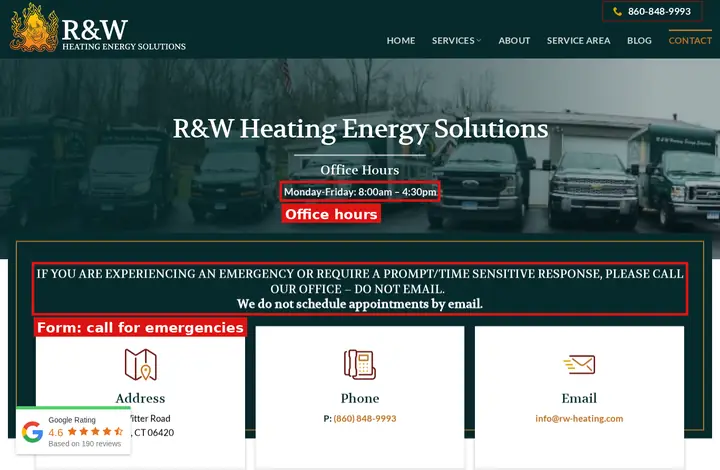 860-848-9993
R&W
HEATING ENERGY SOLUTIONS
HOME SERVICES ABOUT SERVICE AREA BLOG CONTACT
R&W Heating Energy Solutions
Office Hours
Monday-Friday: 8:00am – 4:30pm
Office hours
IF YOU ARE EXPERIENCING AN EMERGENCY OR REQUIRE A PROMPT/TIME SENSITIVE RESPONSE, PLEASE CALL
OUR OFFICE – DO NOT EMAIL.
We do not schedule appointments by email.
Form: call for emergencies
Address
Phone
Email
Road
CT 06420
P: (860) 848-9993
info@rw-heating.com
Google Rating
4.6
Based on 190 reviews